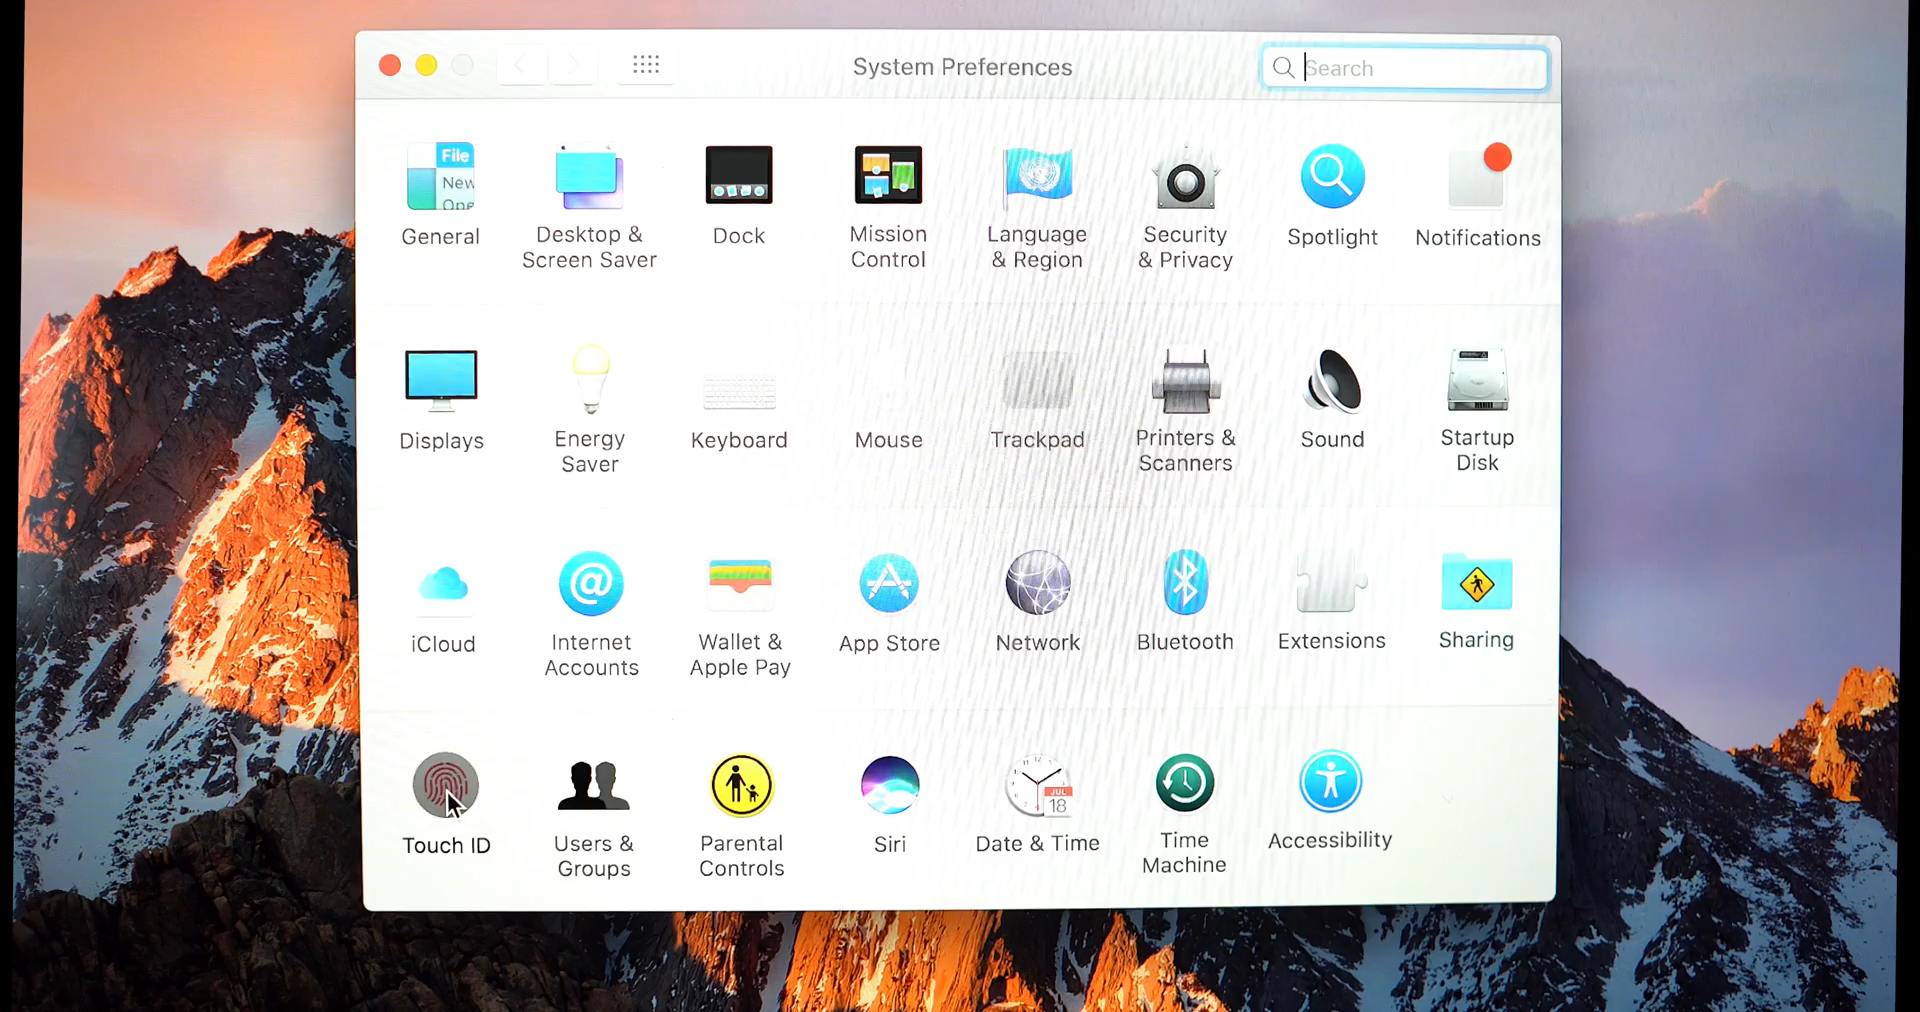 System Preferences
Search
File
New
Ope
General
Desktop &
Screen Saver
Dock
Mission
Control
Language
& Region
Security
& Privacy
Spotlight
Notifications
Displays
Energy
Saver
Keyboard
Mouse
Trackpad
Printers &
Scanners
Sound
Startup
Disk
iCloud
Internet
Accounts
Wallet &
Apple Pay
App Store
Network
Bluetooth
Extensions
Sharing
Touch ID
Users &
Groups
Parental
Controls
Siri
JUL
18
Date & Time
Time
Machine
Accessibility